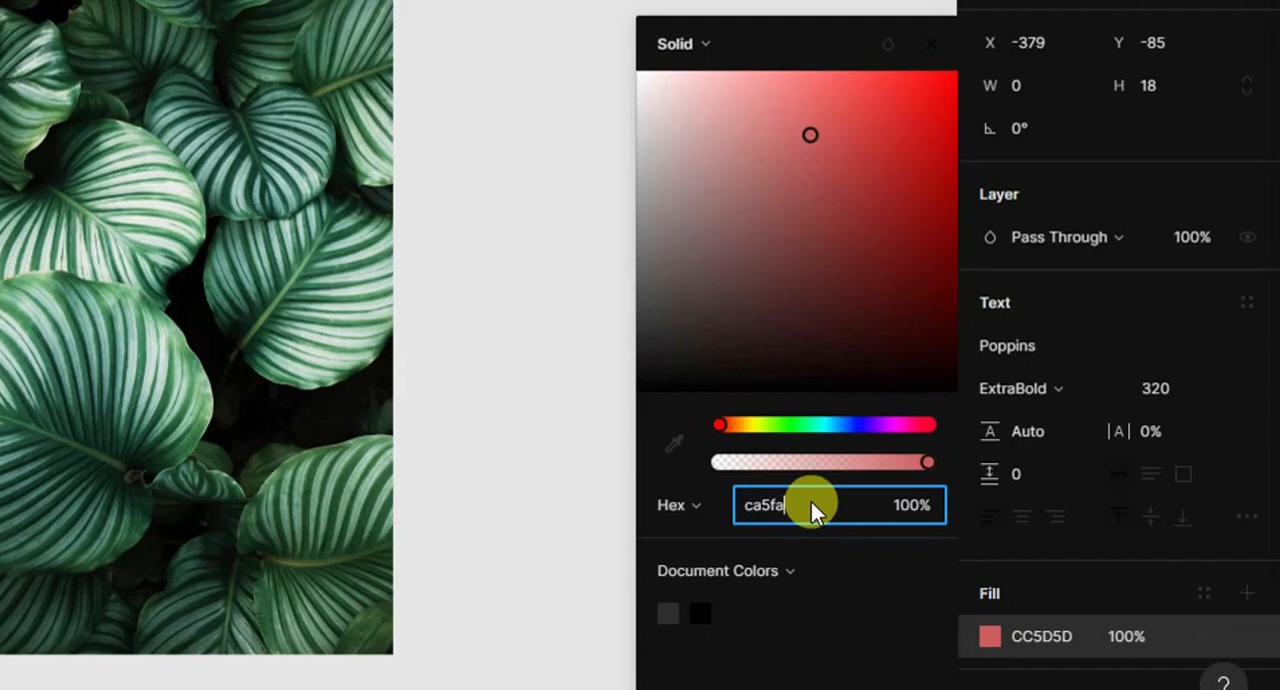 Solid
Hex ca5fa 100%
Document Colors
X -379 Y -85
W 0 H 18
0°
Layer
Pass Through 100%
Text
Poppins
ExtraBold 320
A Auto |A| 0%
0
Fill
CC5D5D 100%
?